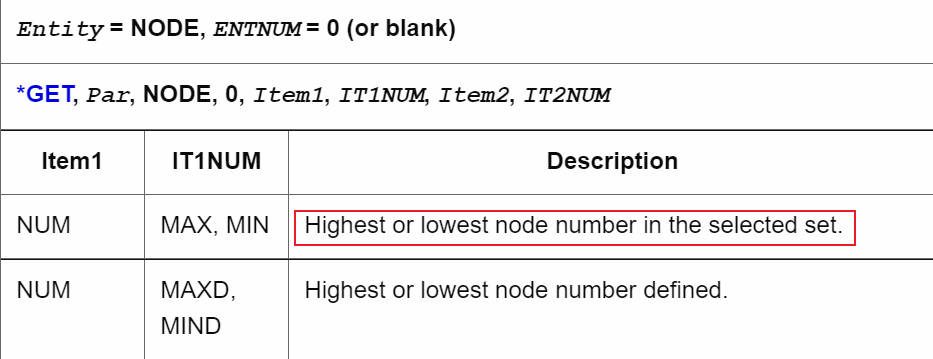 Entity = NODE, ENTNUM = 0 (or blank)
*GET, Par, NODE, 0, Item1, IT1NUM, Item2, IT2NUM
Item1 IT1NUM Description
NUM MAX, MIN Highest or lowest node number in the selected set.
NUM MAXD, Highest or lowest node number defined.
MIND